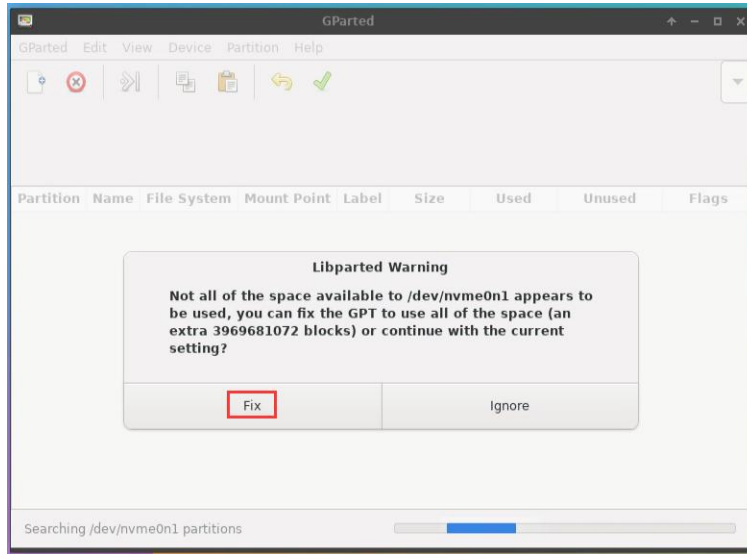 GParted
GParted Edit View Device Partition Help
Partition Name File System Mount Point Label Size Used Unused Flags
Libparted Warning
Not all of the space available to /dev/nvme0n1 appears to
be used, you can fix the GPT to use all of the space (an
extra 3969681072 blocks) or continue with the current
setting?
Fix Ignore
Searching /dev/nvme0n1 partitions